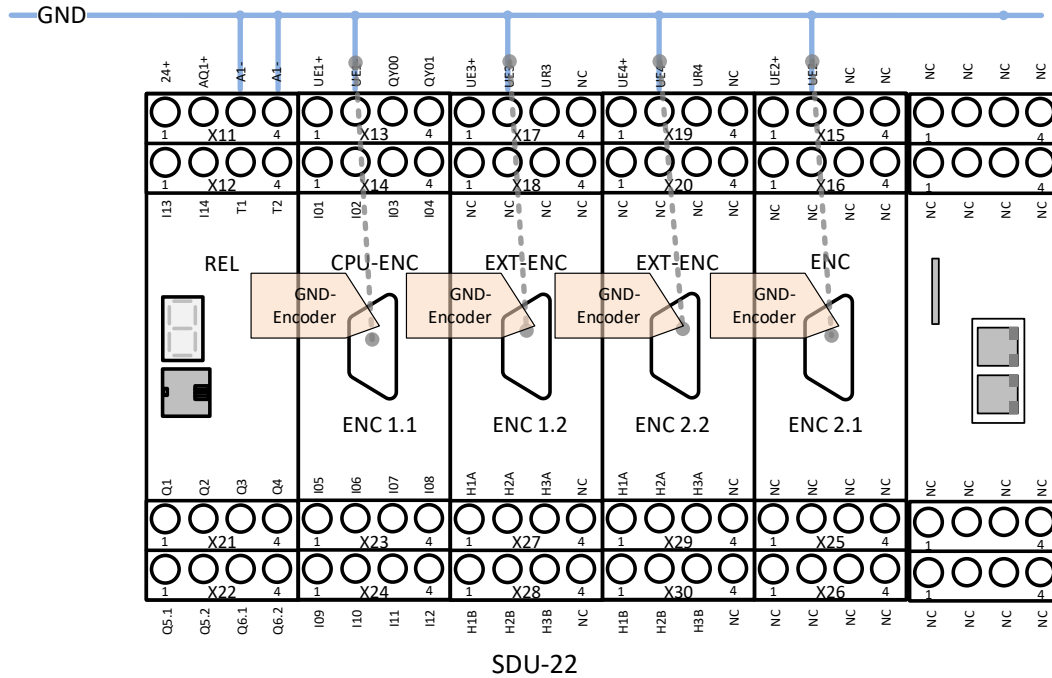 GND
24+ AQ1+ A1- A1- UE1+ UE1- QY00 QY01 UE3+ UE3- UR3 NC UE4+ UE4- UR4 NC UE2+ UE2- NC NC NC NC NC NC
1 X11 4 1 X13 4 1 X17 4 1 X19 4 1 X15 4 1 4
1 X12 4 1 X14 4 1 X18 4 1 X20 4 1 X16 4 1 4
I13 I14 T1 T2 I01 I02 I03 I04 NC NC NC NC NC NC NC NC NC NC NC NC NC NC NC NC
REL CPU-ENC EXT-ENC EXT-ENC ENC
GND- GND- GND- GND-
Encoder Encoder Encoder Encoder
ENC 1.1 ENC 1.2 ENC 2.2 ENC 2.1
Q1 Q2 Q3 Q4 I05 I06 I07 I08 H1A H2A H3A NC H1A H2A H3A NC NC NC NC NC NC NC NC NC
1 X21 4 1 X23 4 1 X27 4 1 X29 4 1 X25 4 1 4
1 X22 4 1 X24 4 1 X28 4 1 X30 4 1 X26 4 1 4
Q5.1 Q5.2 Q6.1 Q6.2 I09 I10 I11 I12 H1B H2B H3B NC H1B H2B H3B NC NC NC NC NC NC NC NC NC
SDU-22